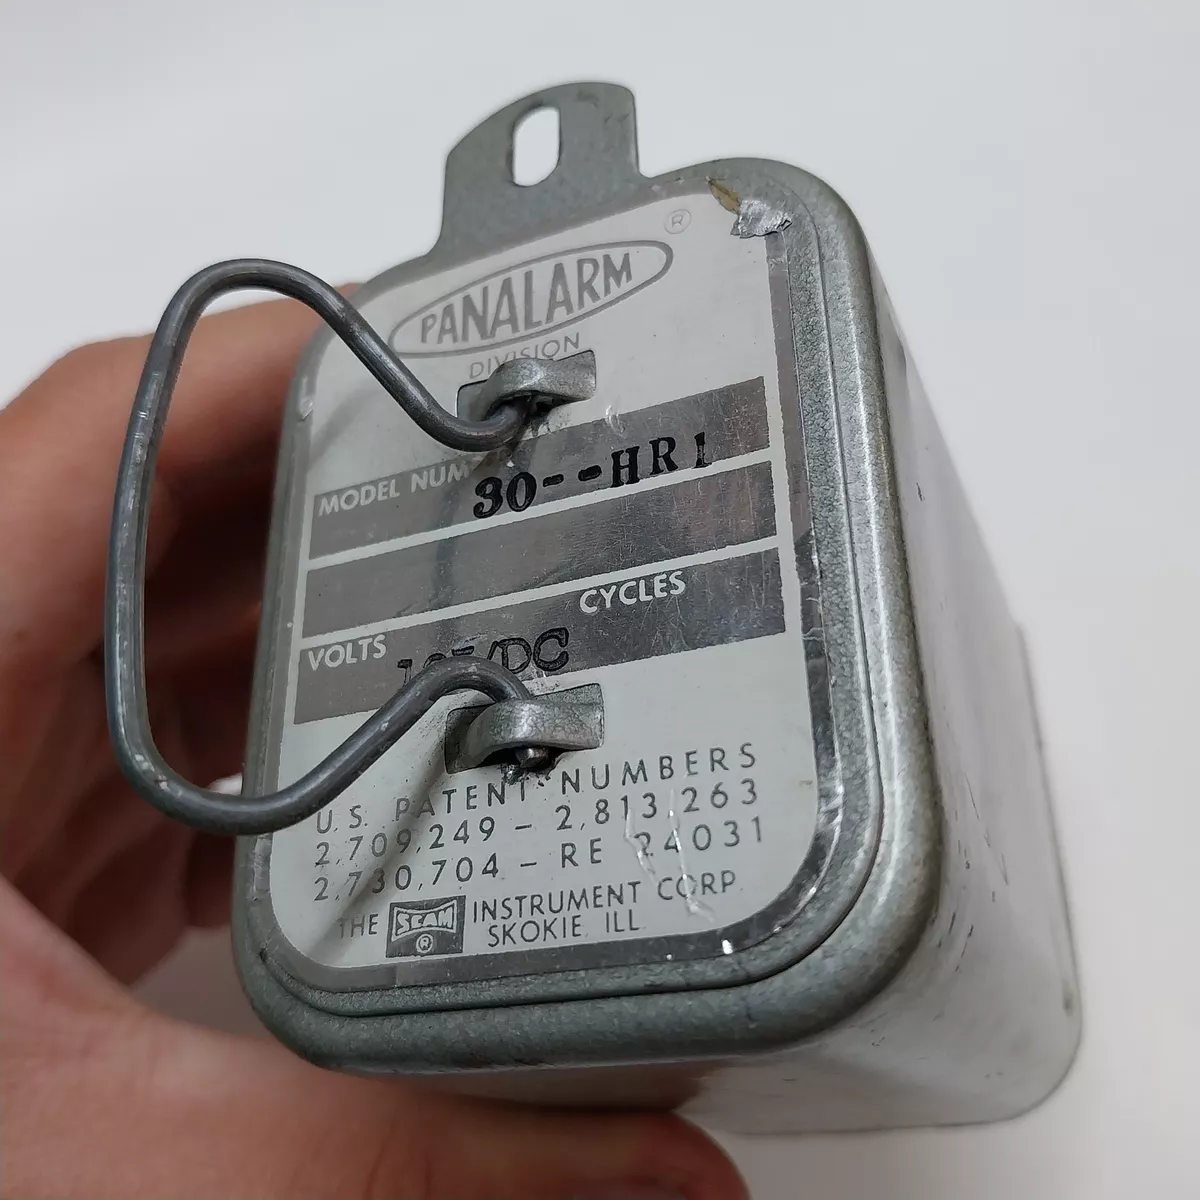 ®
PANALARM
DIVISION
MODEL NUM
30--HR1
CYCLES
VOLTS
/DC
U.S. PATENT NUMBERS
2,709,249 – 2,813,263
2,730,704 – RE 24031
THE SCAM ® INSTRUMENT CORP.
SKOKIE ILL.